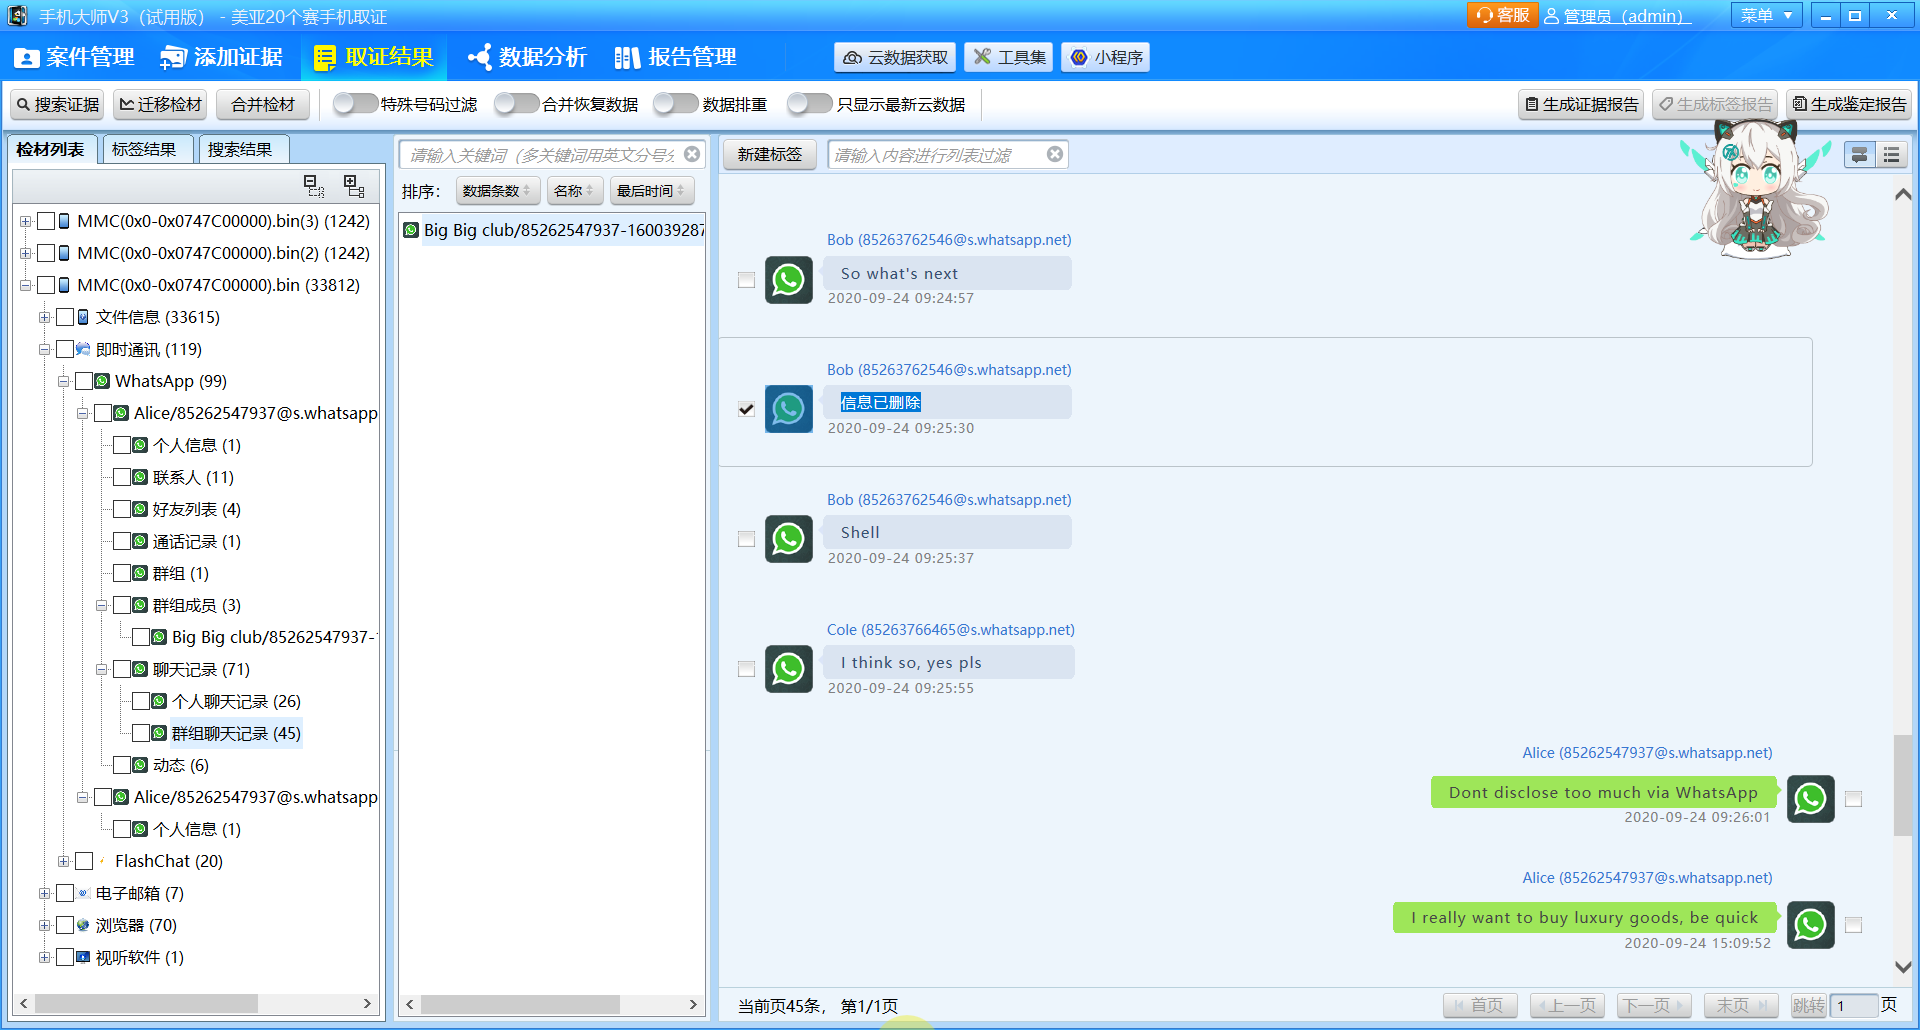 手机大师V3（试用版） - 美亚20个赛手机取证
客服
管理员（admin）
菜单
案件管理
添加证据
取证结果
数据分析
报告管理
云数据获取
工具集
小程序
搜索证据
迁移检材
合并检材
特殊号码过滤
合并恢复数据
数据排重
只显示最新云数据
生成证据报告
生成标签报告
生成鉴定报告
检材列表
标签结果
搜索结果
MMC(0x0-0x0747C00000).bin(3) (1242)
MMC(0x0-0x0747C00000).bin(2) (1242)
MMC(0x0-0x0747C00000).bin (33812)
文件信息 (33615)
即时通讯 (119)
WhatsApp (99)
Alice/85262547937@s.whatsapp
个人信息 (1)
联系人 (11)
好友列表 (4)
通话记录 (1)
群组 (1)
群组成员 (3)
Big Big club/85262547937-
聊天记录 (71)
个人聊天记录 (26)
群组聊天记录 (45)
动态 (6)
Alice/85262547937@s.whatsapp
个人信息 (1)
FlashChat (20)
电子邮箱 (7)
浏览器 (70)
视听软件 (1)
请输入关键词（多关键词用英文分号分
排序：
数据条数
名称
最后时间
Big Big club/85262547937-160039287
新建标签
请输入内容进行列表过滤
Bob (85263762546@s.whatsapp.net)
So what's next
2020-09-24 09:24:57
Bob (85263762546@s.whatsapp.net)
信息已删除
2020-09-24 09:25:30
Bob (85263762546@s.whatsapp.net)
Shell
2020-09-24 09:25:37
Cole (85263766465@s.whatsapp.net)
I think so, yes pls
2020-09-24 09:25:55
Alice (85262547937@s.whatsapp.net)
Dont disclose too much via WhatsApp
2020-09-24 09:26:01
Alice (85262547937@s.whatsapp.net)
I really want to buy luxury goods, be quick
2020-09-24 15:09:52
当前页45条， 第1/1页
首页
上一页
下一页
末页
跳转
1
页